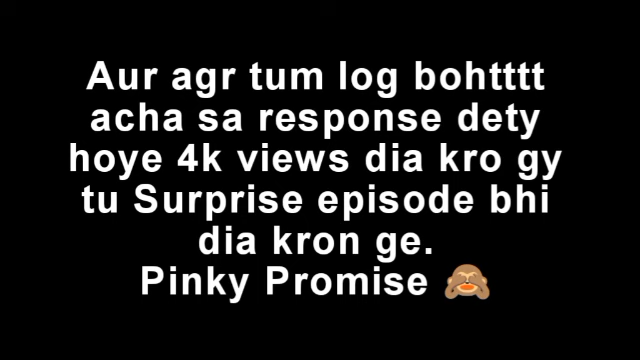 Aur agr tum log bohtttt
acha sa response dety
hoye 4k views dia kro gy
tu Surprise episode bhi
dia kron ge.
Pinky Promise 🙈